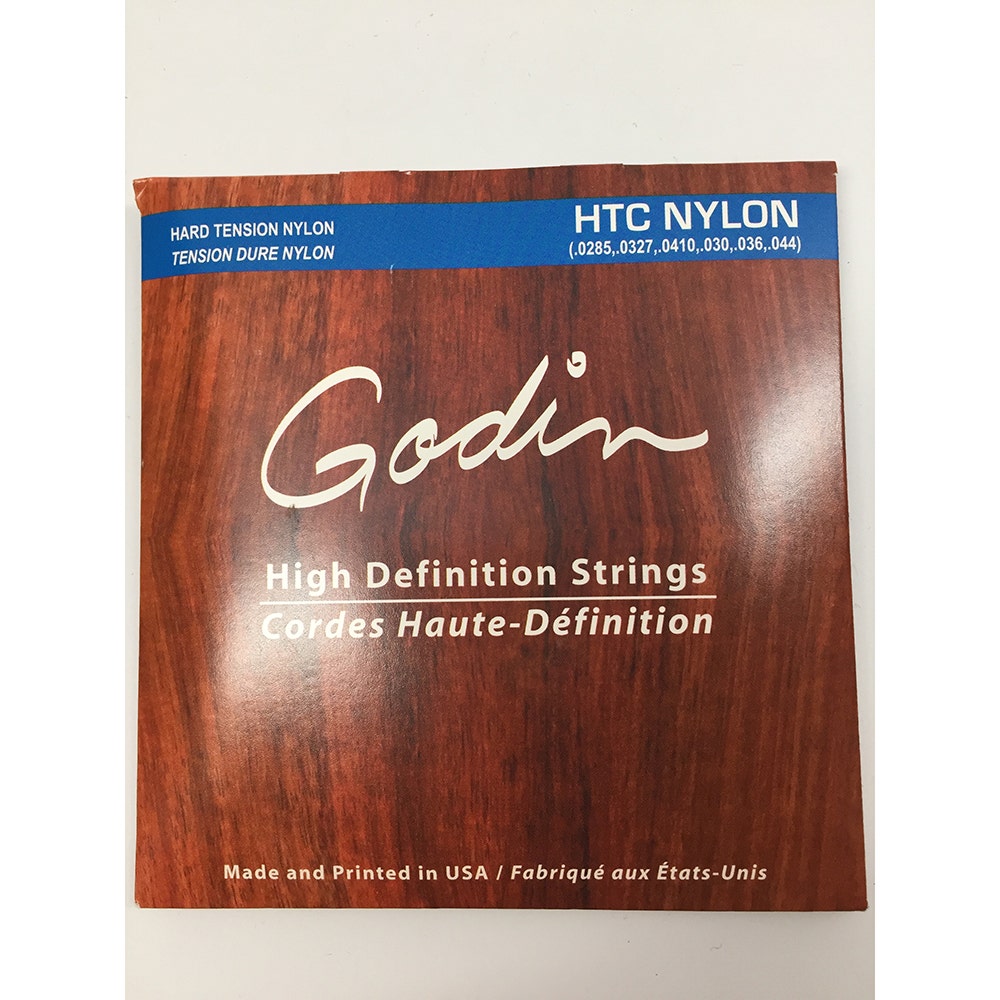 HARD TENSION NYLON
TENSION DURE NYLON
HTC NYLON
(.0285,.0327,.0410,.030,.036,.044)
Godin
High Definition Strings
Cordes Haute-Définition
Made and Printed in USA / Fabriqué aux États-Unis